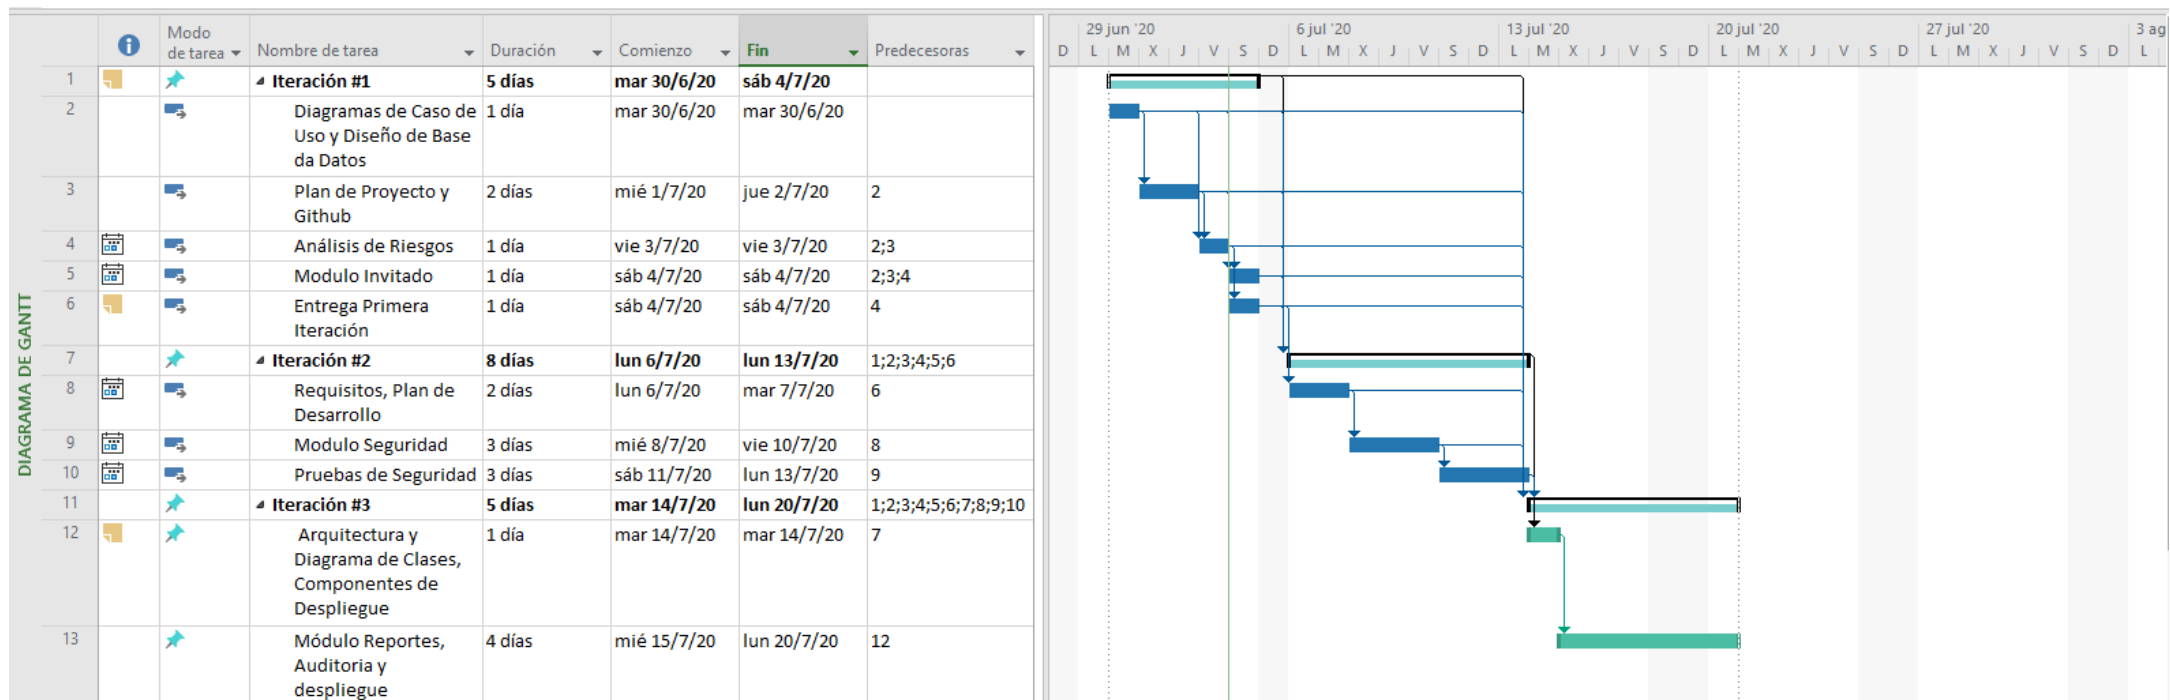 DIAGRAMA DE GANTT
Modo de tarea Nombre de tarea Duración Comienzo Fin Predecesoras
1 Iteración #1 5 días mar 30/6/20 sáb 4/7/20
2 Diagramas de Caso de 1 día mar 30/6/20 mar 30/6/20
Uso y Diseño de Base
da Datos
3 Plan de Proyecto y 2 días mié 1/7/20 jue 2/7/20 2
Github
4 Análisis de Riesgos 1 día vie 3/7/20 vie 3/7/20 2;3
5 Modulo Invitado 1 día sáb 4/7/20 sáb 4/7/20 2;3;4
6 Entrega Primera 1 día sáb 4/7/20 sáb 4/7/20 4
Iteración
7 Iteración #2 8 días lun 6/7/20 lun 13/7/20 1;2;3;4;5;6
8 Requisitos, Plan de 2 días lun 6/7/20 mar 7/7/20 6
Desarrollo
9 Modulo Seguridad 3 días mié 8/7/20 vie 10/7/20 8
10 Pruebas de Seguridad 3 días sáb 11/7/20 lun 13/7/20 9
11 Iteración #3 5 días mar 14/7/20 lun 20/7/20 1;2;3;4;5;6;7;8;9;10
12 Arquitectura y 1 día mar 14/7/20 mar 14/7/20 7
Diagrama de Clases,
Componentes de
Despliegue
13 Módulo Reportes, 4 días mié 15/7/20 lun 20/7/20 12
Auditoria y
despliegue
29 jun '20 6 jul '20 13 jul '20 20 jul '20 27 jul '20 3 ag
D L M X J V S D L M X J V S D L M X J V S D L M X J V S D L M X J V S D L